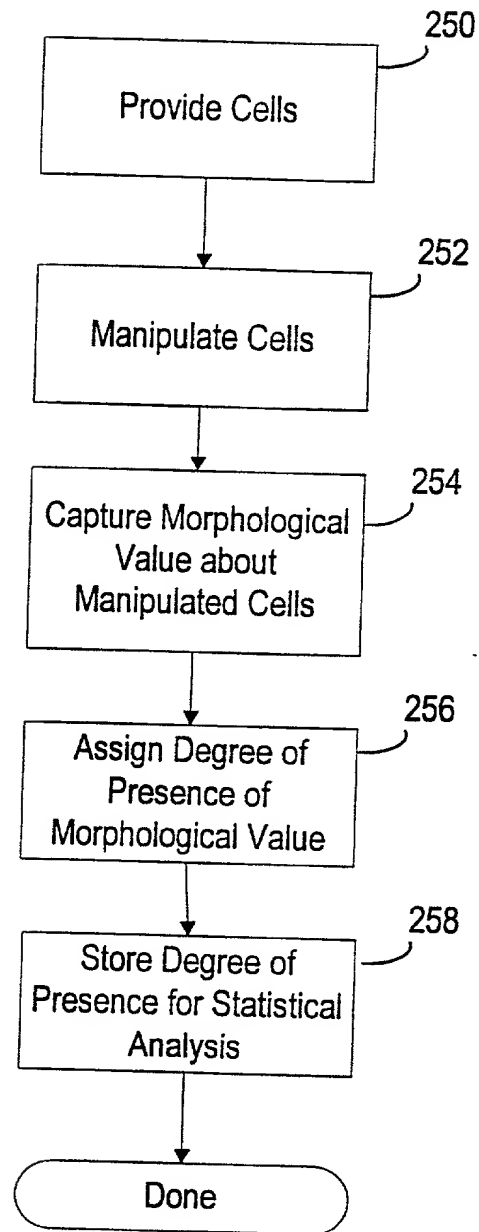 250
Provide Cells
252
Manipulate Cells
254
Capture Morphological
Value about
Manipulated Cells
256
Assign Degree of
Presence of
Morphological Value
258
Store Degree of
Presence for Statistical
Analysis
Done